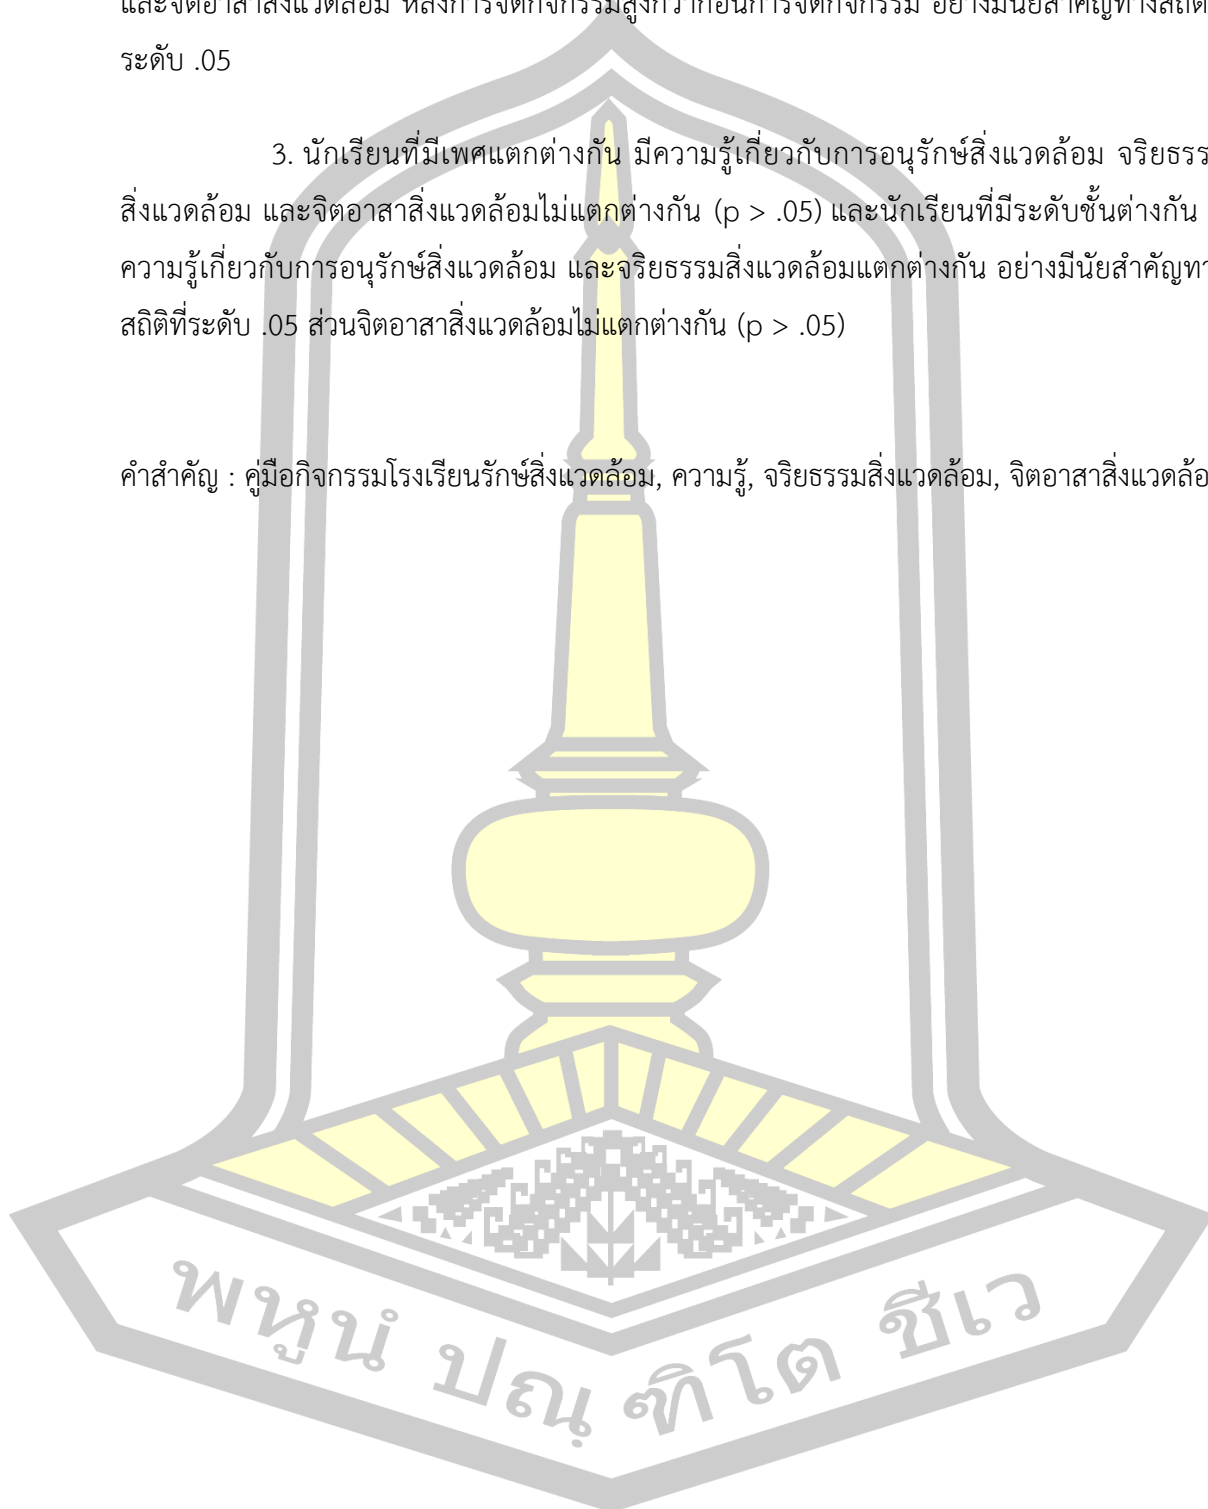 และจิตอาสาสิ่งแวดล้อม หลังการจัดกิจกรรมสูงกว่าก่อนการจัดกิจกรรม อย่างมีนัยสำคัญทางสถิติ
ระดับ .05
3. นักเรียนที่มีเพศแตกต่างกัน มีความรู้เกี่ยวกับการอนุรักษ์สิ่งแวดล้อม จริยธรร
สิ่งแวดล้อม และจิตอาสาสิ่งแวดล้อมไม่แตกต่างกัน (p > .05) และนักเรียนที่มีระดับชั้นต่างกัน
ความรู้เกี่ยวกับการอนุรักษ์สิ่งแวดล้อม และจริยธรรมสิ่งแวดล้อมแตกต่างกัน อย่างมีนัยสำคัญทา
สถิติที่ระดับ .05 ส่วนจิตอาสาสิ่งแวดล้อมไม่แตกต่างกัน (p > .05)
คำสำคัญ : คู่มือกิจกรรมโรงเรียนรักษ์สิ่งแวดล้อม, ความรู้, จริยธรรมสิ่งแวดล้อม, จิตอาสาสิ่งแวดล้อ
พหูนํ ปณฺฑิโต ชีเว